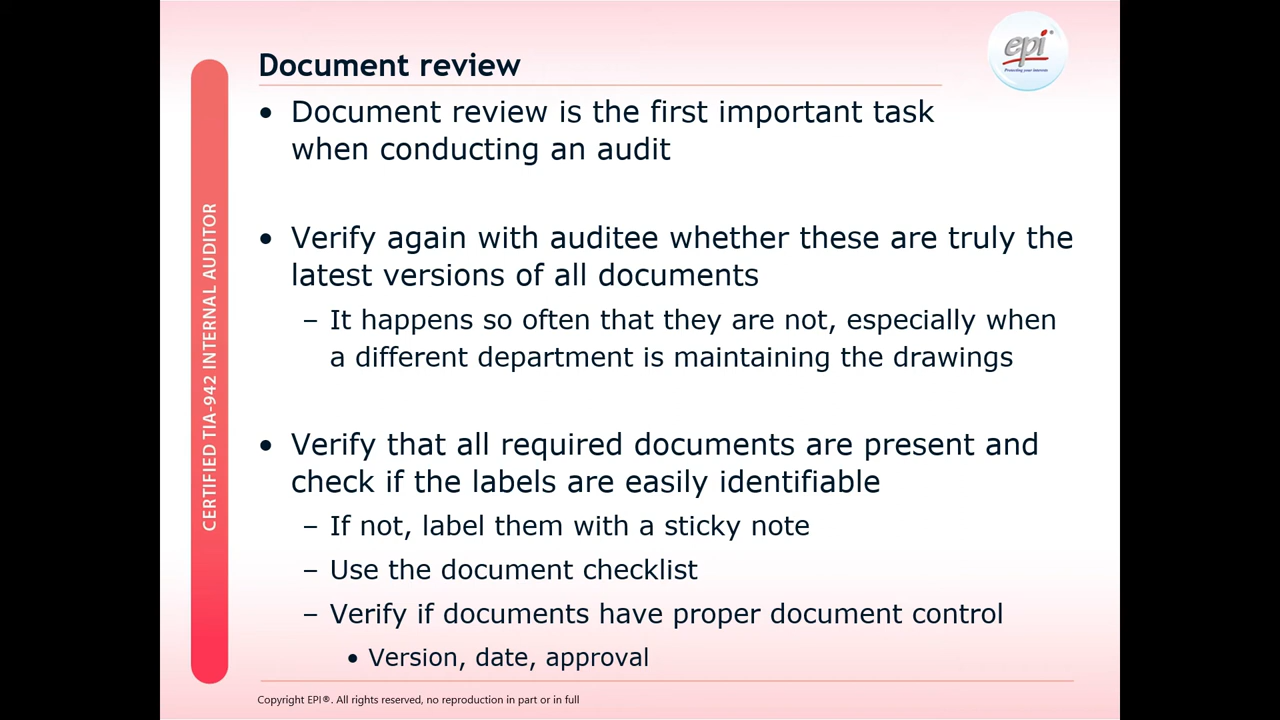 Document review
epi®
Protecting your interests
• Document review is the first important task
when conducting an audit
• Verify again with auditee whether these are truly the
latest versions of all documents
– It happens so often that they are not, especially when
a different department is maintaining the drawings
• Verify that all required documents are present and
check if the labels are easily identifiable
– If not, label them with a sticky note
– Use the document checklist
– Verify if documents have proper document control
• Version, date, approval
CERTIFIED TIA-942 INTERNAL AUDITOR
Copyright EPI®. All rights reserved, no reproduction in part or in full